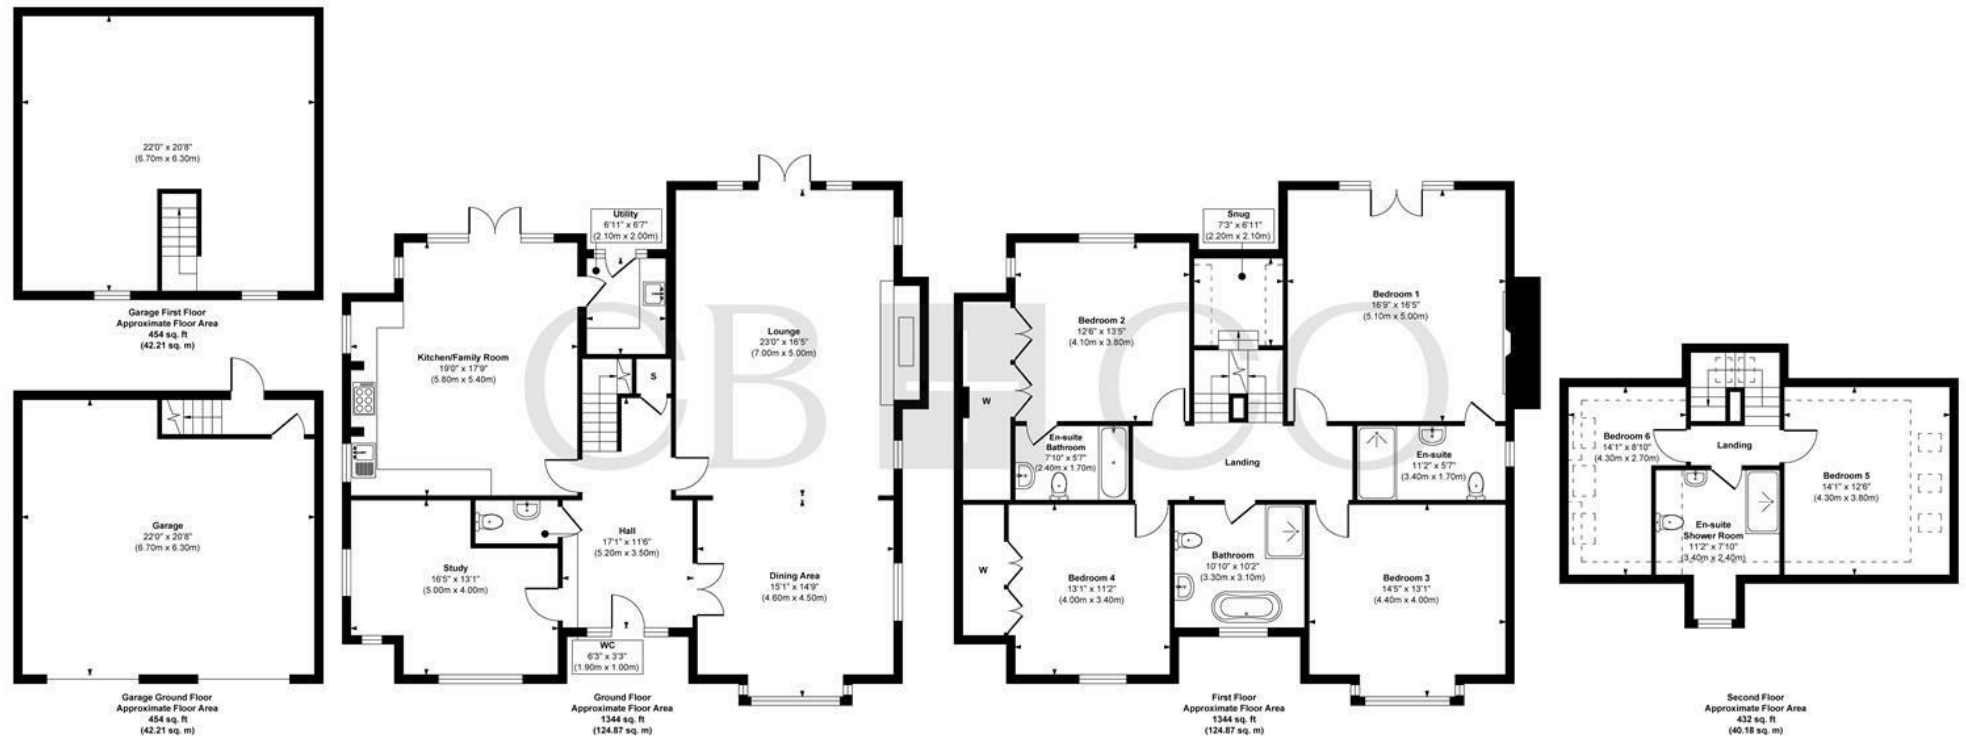 22'0" x 20'8"
(6.70m x 6.30m)
Garage First Floor
Approximate Floor Area
454 sq. ft
(42.21 sq. m)
Garage
22'0" x 20'8"
(6.70m x 6.30m)
Garage Ground Floor
Approximate Floor Area
454 sq. ft
(42.21 sq. m)
Utility
6'11" x 6'7"
(2.10m x 2.00m)
Kitchen/Family Room
19'0" x 17'9"
(5.80m x 5.40m)
Lounge
23'0" x 16'5"
(7.00m x 5.00m)
S
Hall
17'1" x 11'6"
(5.20m x 3.50m)
Study
16'5" x 13'1"
(5.00m x 4.00m)
Dining Area
15'1" x 14'9"
(4.60m x 4.50m)
WC
6'3" x 3'3"
(1.90m x 1.00m)
Ground Floor
Approximate Floor Area
1344 sq. ft
(124.87 sq. m)
Snug
7'3" x 6'11"
(2.20m x 2.10m)
Bedroom 1
16'9" x 16'5"
(5.10m x 5.00m)
Bedroom 2
12'6" x 13'5"
(4.10m x 3.80m)
W
En-suite
Bathroom
7'10" x 5'7"
(2.40m x 1.70m)
Landing
En-suite
11'2" x 5'7"
(3.40m x 1.70m)
W
Bedroom 4
13'1" x 11'2"
(4.00m x 3.40m)
Bathroom
10'10" x 10'2"
(3.30m x 3.10m)
Bedroom 3
14'5" x 13'1"
(4.40m x 4.00m)
First Floor
Approximate Floor Area
1344 sq. ft
(124.87 sq. m)
Bedroom 6
14'1" x 8'10"
(4.30m x 2.70m)
Landing
Bedroom 5
14'1" x 12'6"
(4.30m x 3.80m)
En-suite
Shower Room
11'2" x 7'10"
(3.40m x 2.40m)
Second Floor
Approximate Floor Area
432 sq. ft
(40.18 sq. m)
CBHCO